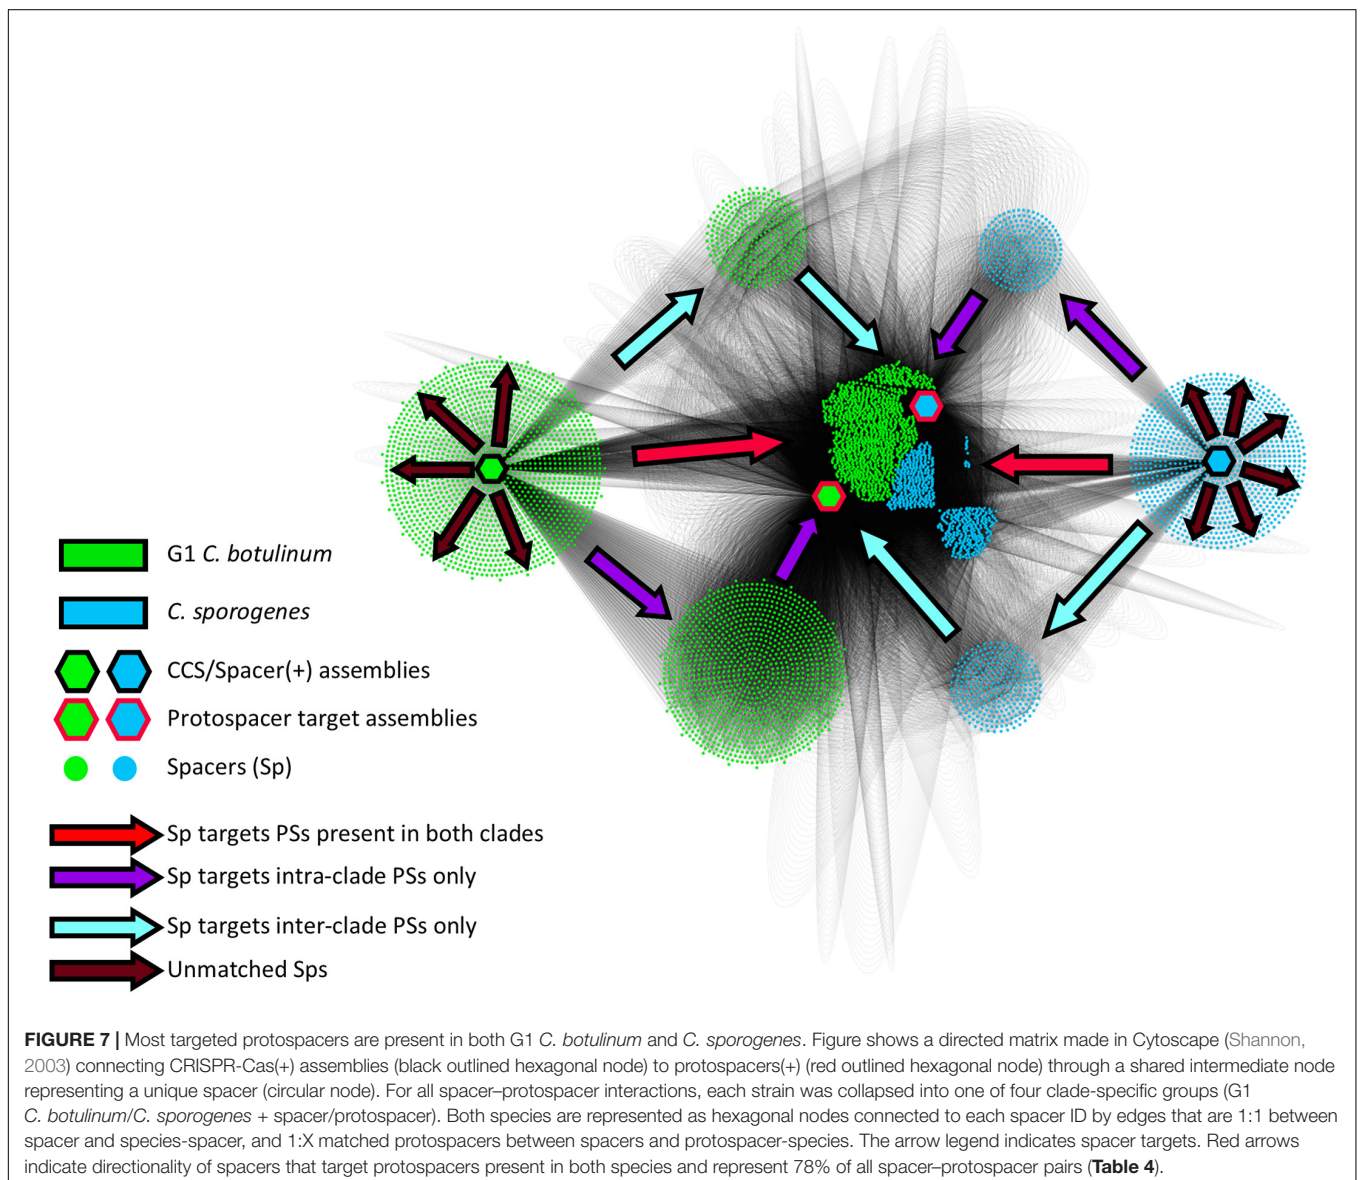 G1 C. botulinum
C. sporogenes
CCS/Spacer(+) assemblies
Protospacer target assemblies
Spacers (Sp)
Sp targets PSs present in both clades
Sp targets intra-clade PSs only
Sp targets inter-clade PSs only
Unmatched Sps
FIGURE 7 | Most targeted protospacers are present in both G1 C. botulinum and C. sporogenes. Figure shows a directed matrix made in Cytoscape (Shannon,
2003) connecting CRISPR-Cas(+) assemblies (black outlined hexagonal node) to protospacers(+) (red outlined hexagonal node) through a shared intermediate node
representing a unique spacer (circular node). For all spacer–protospacer interactions, each strain was collapsed into one of four clade-specific groups (G1
C. botulinum/C. sporogenes + spacer/protospacer). Both species are represented as hexagonal nodes connected to each spacer ID by edges that are 1:1 between
spacer and species-spacer, and 1:X matched protospacers between spacers and protospacer-species. The arrow legend indicates spacer targets. Red arrows
indicate directionality of spacers that target protospacers present in both species and represent 78% of all spacer–protospacer pairs (Table 4).